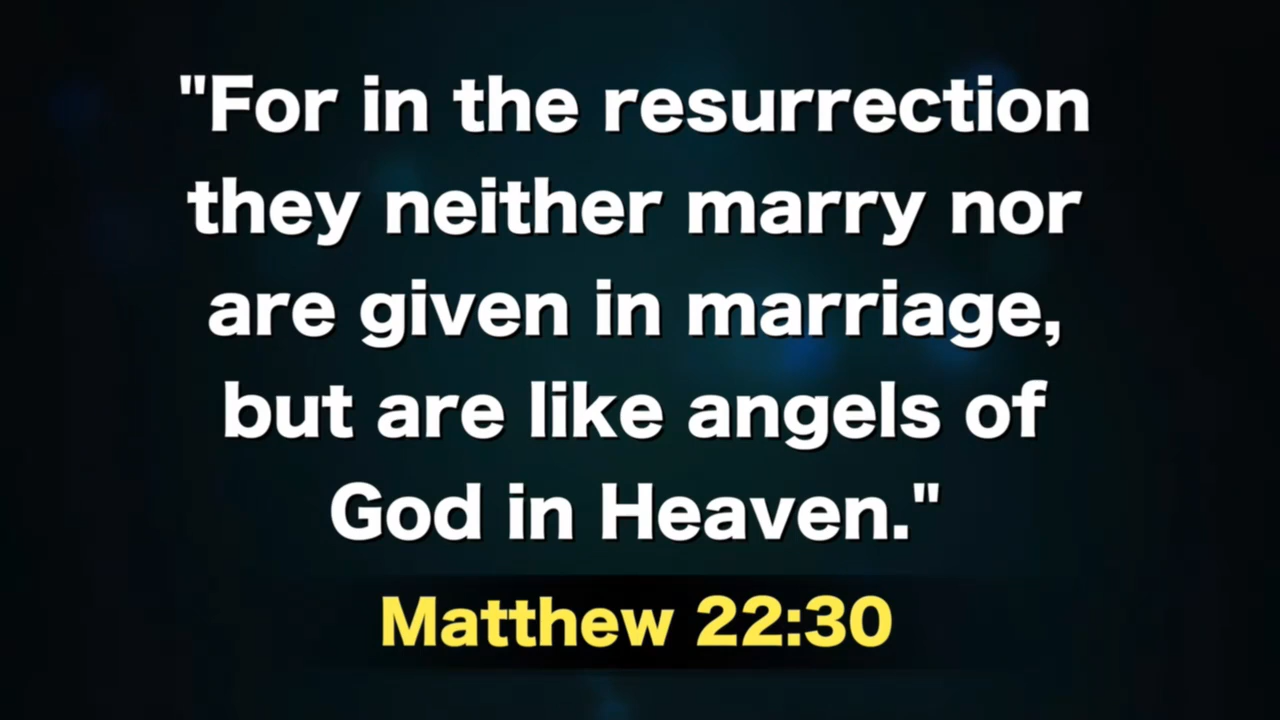 "For in the resurrection
they neither marry nor
are given in marriage,
but are like angels of
God in Heaven."
Matthew 22:30